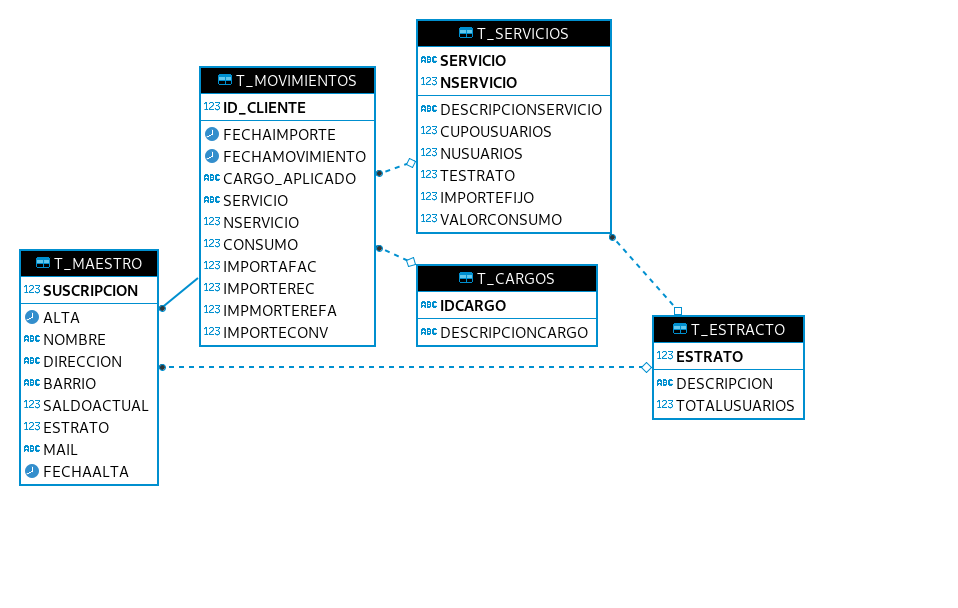 T_SERVICIOS
ABC SERVICIO
123 NSERVICIO
ABC DESCRIPCIONSERVICIO
123 CUPOUSUARIOS
123 NUSUARIOS
123 TESTRATO
123 IMPORTEFIJO
123 VALORCONSUMO
T_MOVIMIENTOS
123 ID_CLIENTE
FECHAIMPORTE
FECHAMOVIMIENTO
ABC CARGO_APLICADO
ABC SERVICIO
123 NSERVICIO
123 CONSUMO
123 IMPORTAFAC
123 IMPORTEREC
123 IMPMORTEREFA
123 IMPORTECONV
T_MAESTRO
123 SUSCRIPCION
ALTA
ABC NOMBRE
ABC DIRECCION
ABC BARRIO
123 SALDOACTUAL
123 ESTRATO
ABC MAIL
FECHAALTA
T_CARGOS
ABC IDCARGO
ABC DESCRIPCIONCARGO
T_ESTRACTO
123 ESTRATO
ABC DESCRIPCION
123 TOTALUSUARIOS